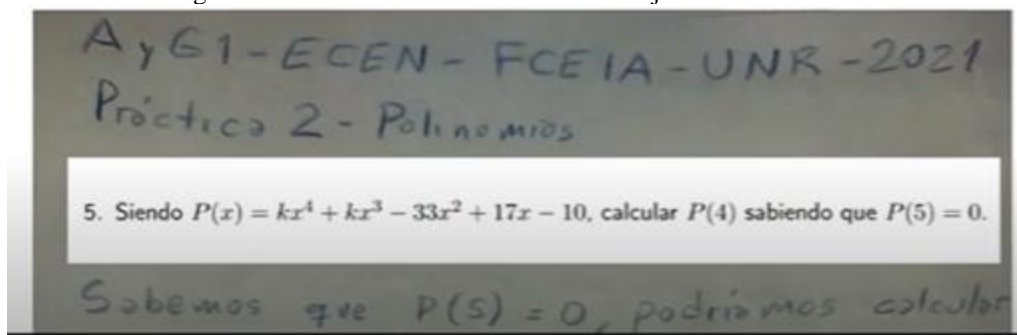 A y G1 - ECEN - FCEIA - UNR - 2021
Práctica 2 - Polinomios
5. Siendo P(x) = kx⁴ + kx³ − 33x² + 17x − 10, calcular P(4) sabiendo que P(5) = 0.
Sabemos que P(5) = 0, podríamos calcular